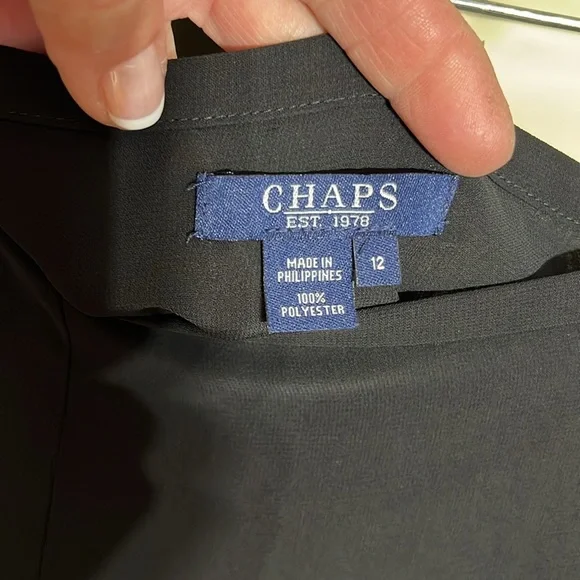 CHAPS
EST. 1978
MADE IN
PHILIPPINES
100%
POLYESTER
12